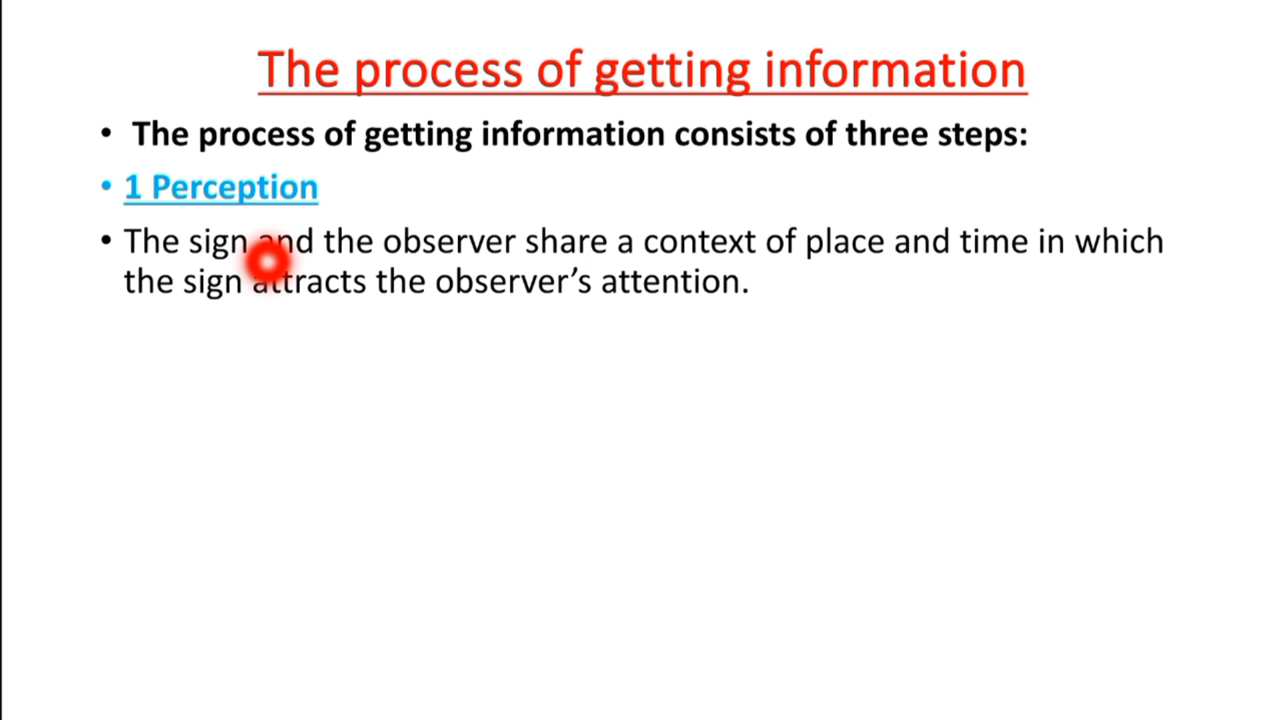 The process of getting information
• The process of getting information consists of three steps:
• 1 Perception
• The sign and the observer share a context of place and time in which
the sign attracts the observer’s attention.